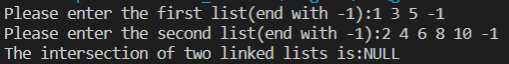 Please enter the first list(end with -1):1 3 5 -1
Please enter the second list(end with -1):2 4 6 8 10 -1
The intersection of two linked lists is:NULL